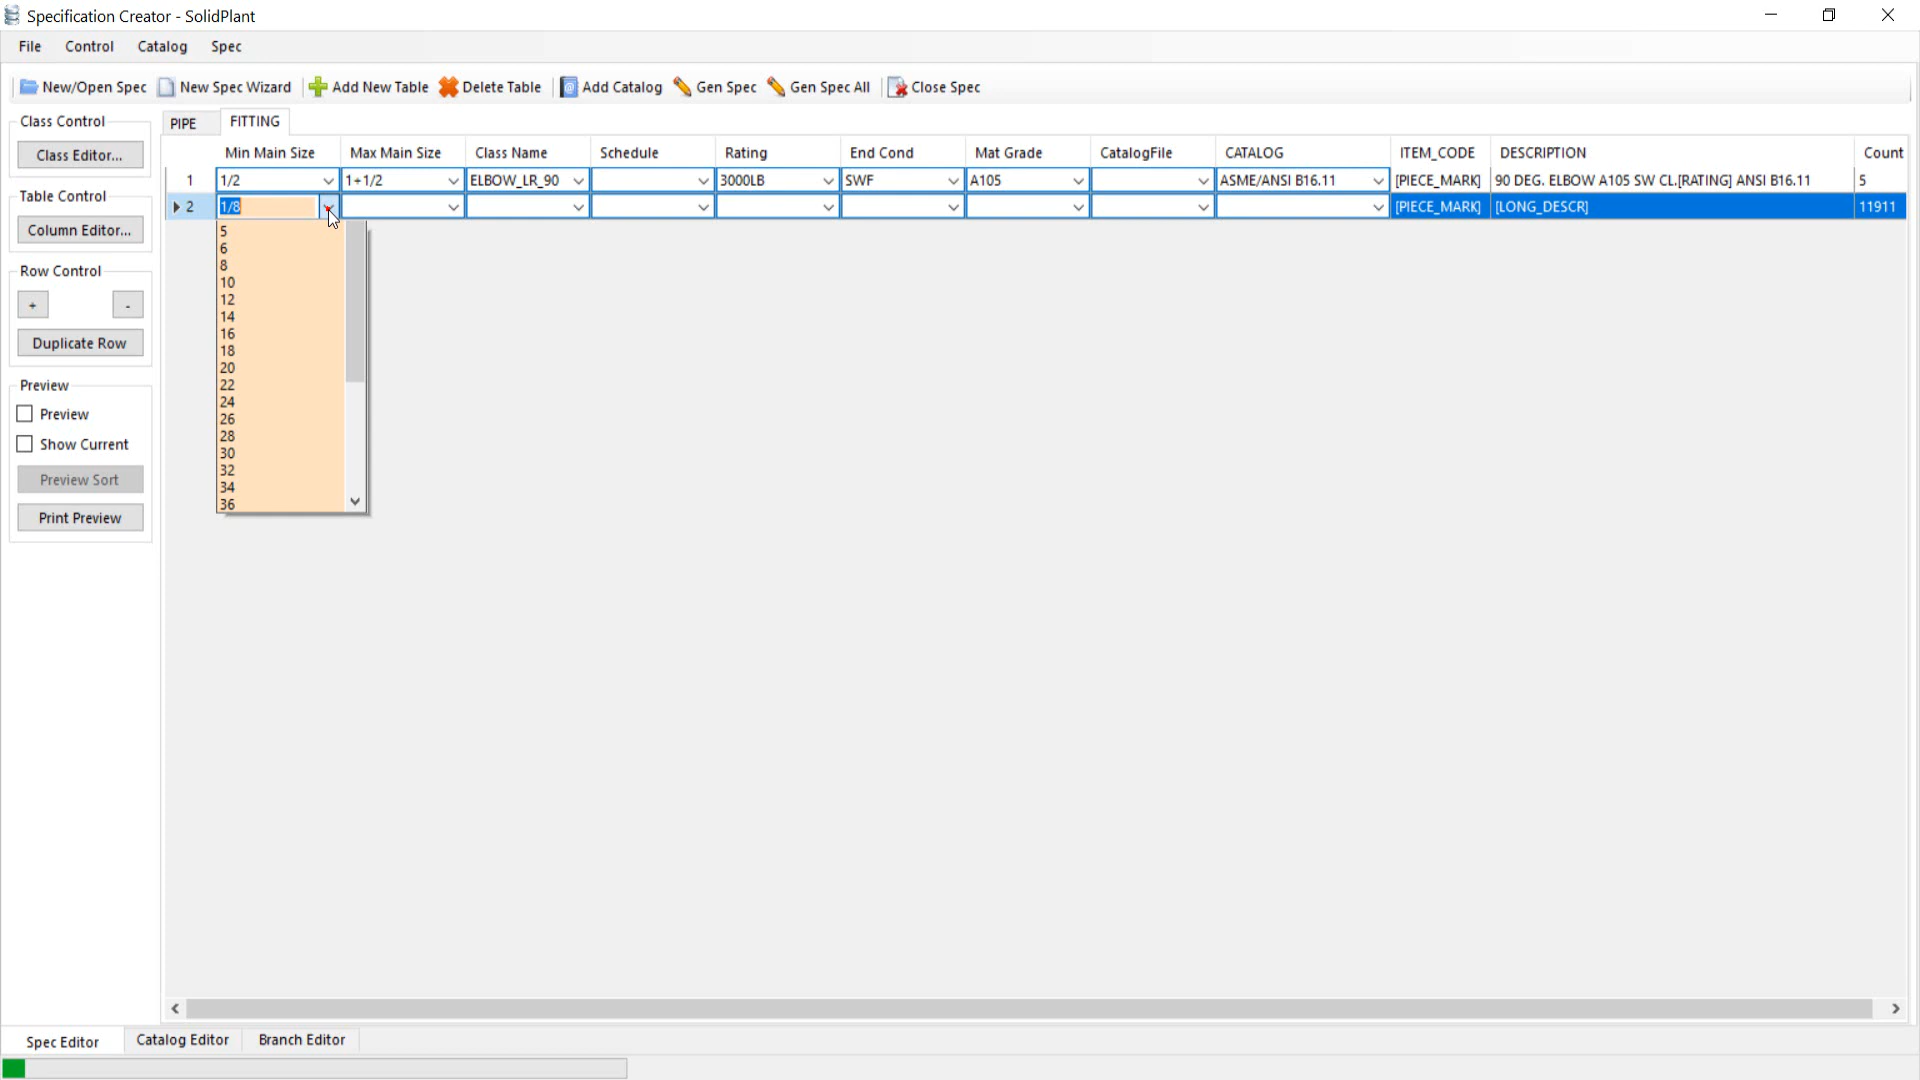 Specification Creator - SolidPlant
File Control Catalog Spec
New/Open Spec New Spec Wizard Add New Table Delete Table Add Catalog Gen Spec Gen Spec All Close Spec
Class Control
Class Editor...
Table Control
Column Editor...
Row Control
+ -
Duplicate Row
Preview
Preview
Show Current
Preview Sort
Print Preview
PIPE FITTING
Min Main Size Max Main Size Class Name Schedule Rating End Cond Mat Grade CatalogFile CATALOG ITEM_CODE DESCRIPTION Count
1 1/2 1+1/2 ELBOW_LR_90 3000LB SWF A105 ASME/ANSI B16.11 [PIECE_MARK] 90 DEG. ELBOW A105 SW CL.[RATING] ANSI B16.11 5
2 1/8 [PIECE_MARK] [LONG_DESCR] 11911
5
6
8
10
12
14
16
18
20
22
24
26
28
30
32
34
36
Spec Editor Catalog Editor Branch Editor